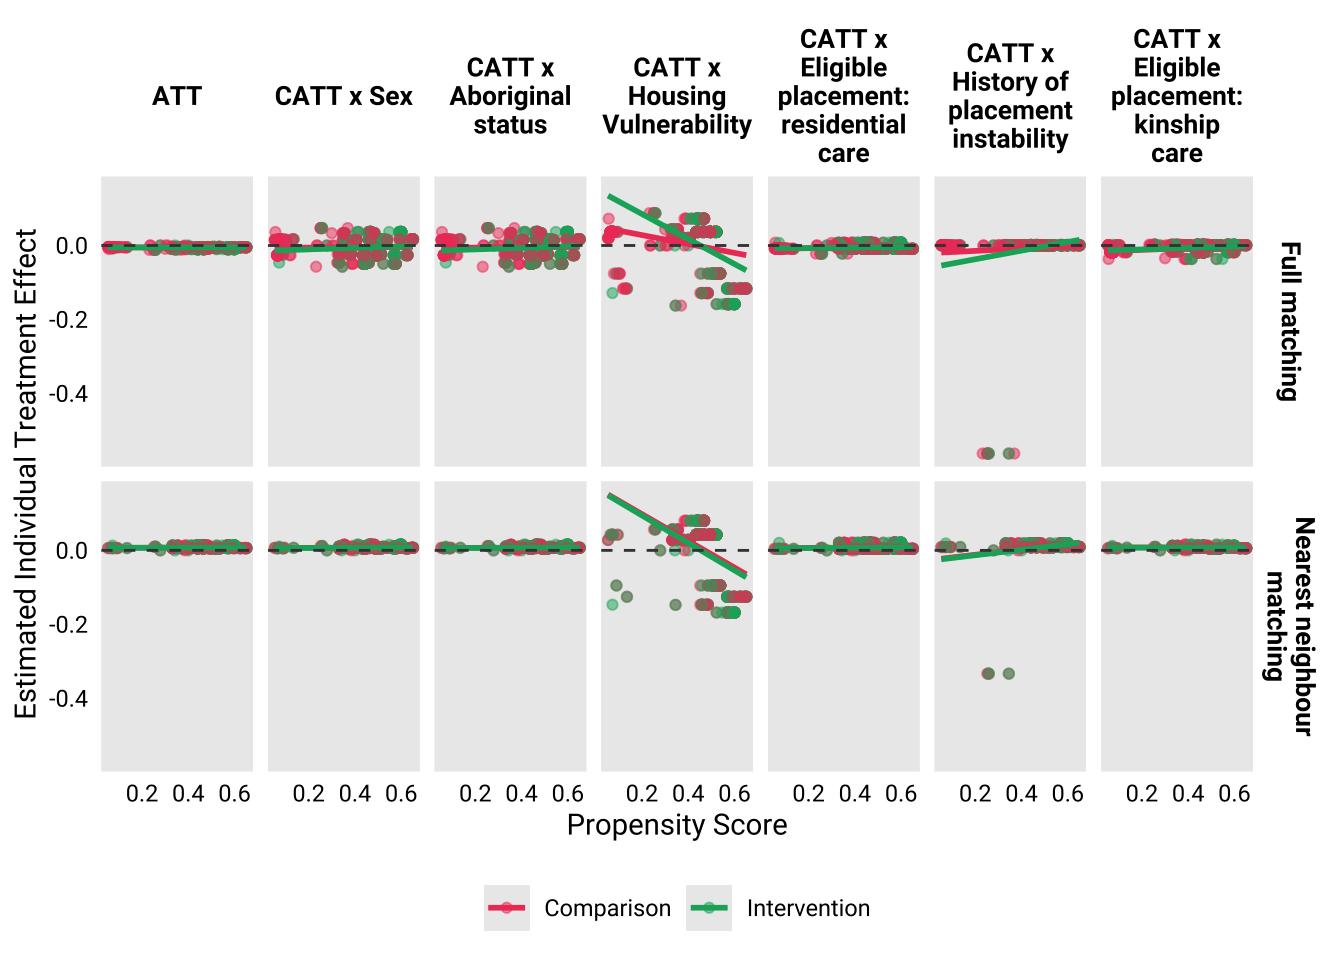 ATT
CATT x Sex
CATT x
Aboriginal
status
CATT x
Housing
Vulnerability
CATT x
Eligible
placement:
residential
care
CATT x
History of
placement
instability
CATT x
Eligible
placement:
kinship
care
Estimated Individual Treatment Effect
0.0
-0.2
-0.4
Full matching
0.0
-0.2
-0.4
Nearest neighbour
matching
0.2 0.4 0.6
0.2 0.4 0.6
0.2 0.4 0.6
0.2 0.4 0.6
0.2 0.4 0.6
0.2 0.4 0.6
0.2 0.4 0.6
Propensity Score
Comparison
Intervention